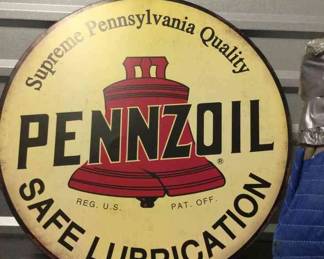 Supreme Pennsylvania Quality
PENNZOIL
®
REG. U.S. PAT. OFF.
SAFE LUBRICATION